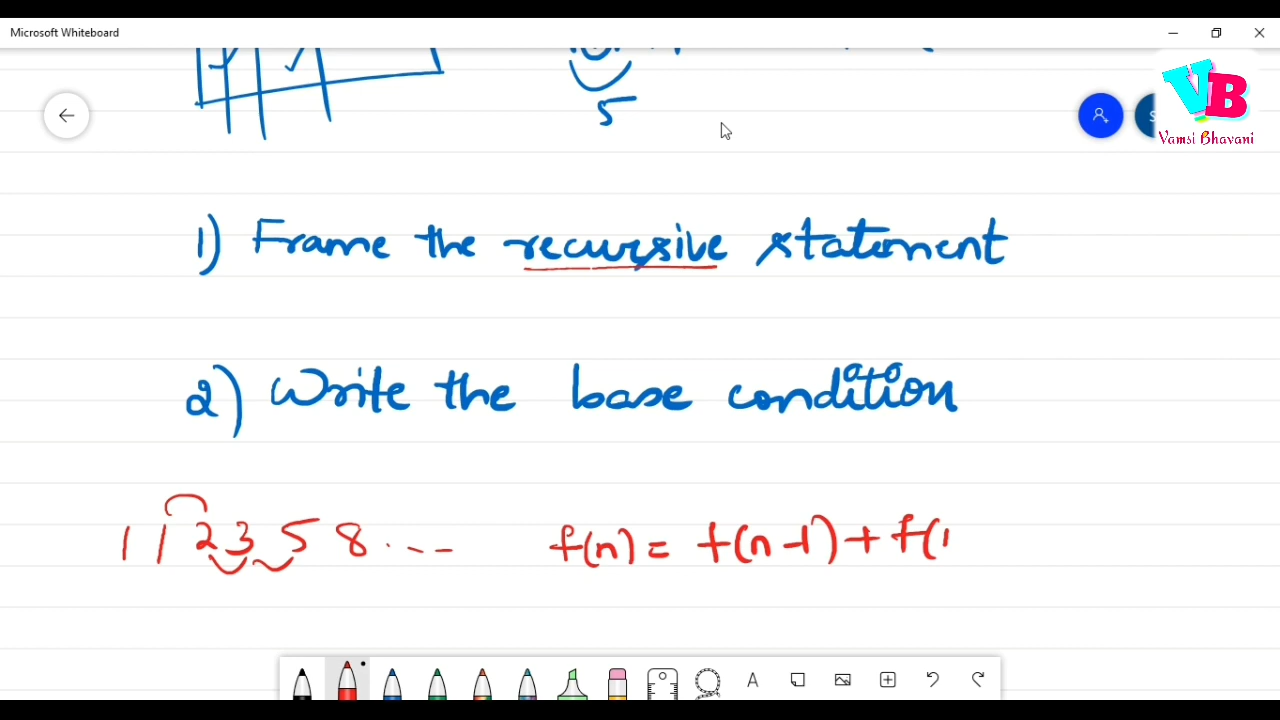 Microsoft Whiteboard
VB
Vamsi Bhavani
5
1) Frame the recursive statement
2) Write the base condition
1 1 2 3 5 8 ... f(n) = f(n-1) + f(